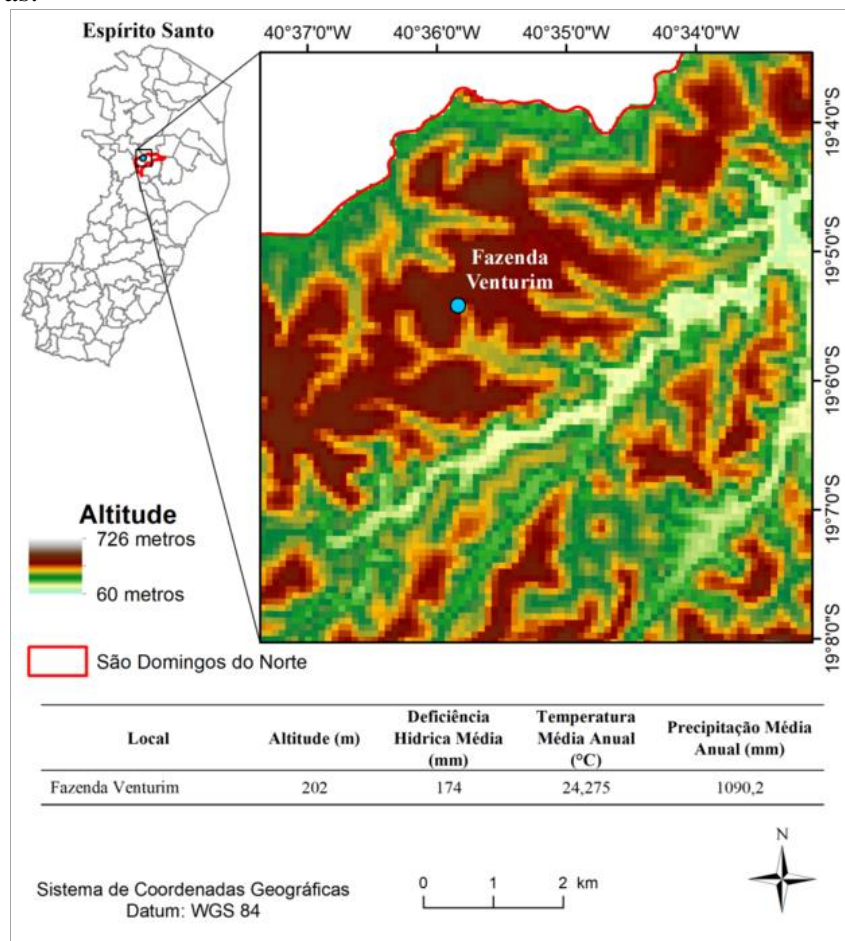 as.
Espírito Santo
40°37'0"W 40°36'0"W 40°35'0"W 40°34'0"W
19°4'0"S
19°5'0"S
19°6'0"S
19°7'0"S
19°8'0"S
Fazenda
Venturim
Altitude
726 metros
60 metros
São Domingos do Norte
Local Altitude (m) Deficiência Hídrica Média (mm) Temperatura Média Anual (°C) Precipitação Média Anual (mm)
Fazenda Venturim 202 174 24,275 1090,2
Sistema de Coordenadas Geográficas
Datum: WGS 84
0 1 2 km
N